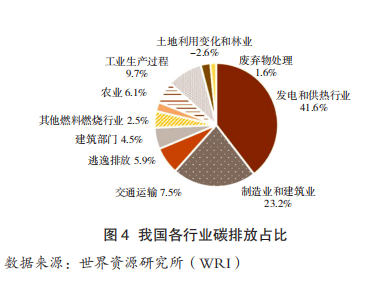 土地利用变化和林业
-2.6%
废弃物处理
1.6%
工业生产过程
9.7%
发电和供热行业
41.6%
农业 6.1%
其他燃料燃烧行业 2.5%
建筑部门 4.5%
逃逸排放 5.9%
交通运输 7.5%
制造业和建筑业
23.2%
图 4 我国各行业碳排放占比
数据来源：世界资源研究所（WRI）